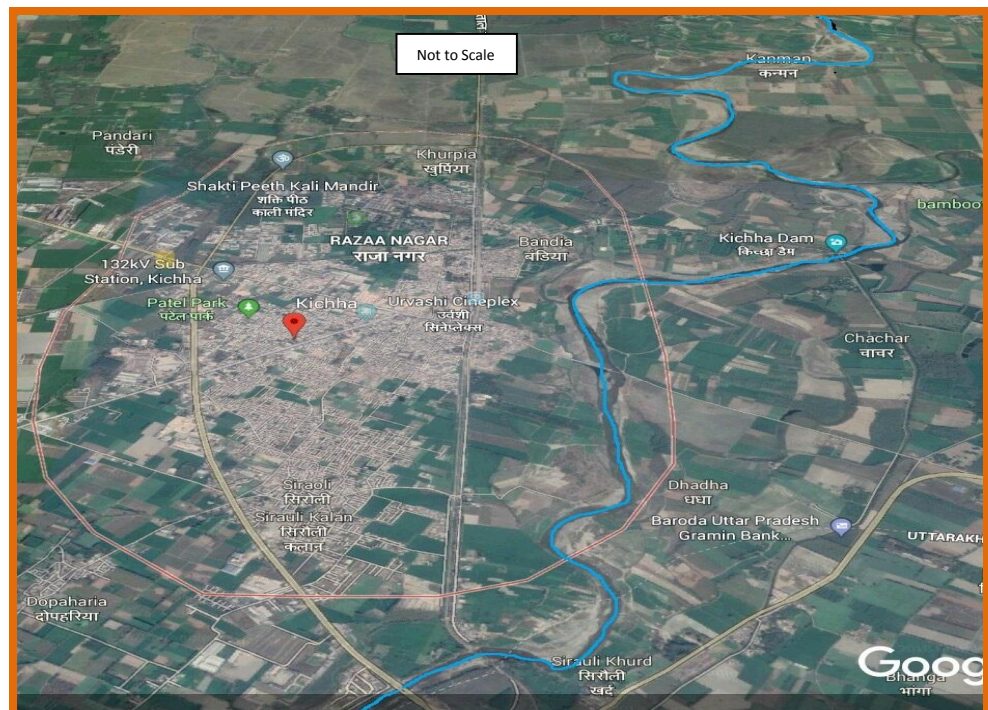 ताल
Not to Scale
Kanman
कन्मन
Pandari
पंडेरी
Khurpia
खुर्पिया
Shakti Peeth Kali Mandir
शक्ति पीठ
काली मंदिर
bamboo
RAZAA NAGAR
राजा नगर
Bandia
बंडिया
Kichha Dam
किच्छा डैम
132kV Sub
Station, Kichha
Patel Park
पटेल पार्क
Kichha
Urvashi Cineplex
उर्वशी
सिनेप्लेक्स
Chachar
चाचर
Siraoli
सिरोली
Sirauli Kalan
सिरोली
कलान
Dhadha
धधा
Baroda Uttar Pradesh
Gramin Bank...
UTTARAKH
Dopaharia
दोपहरिया
Sirauli Khurd
सिरोली
खुर्द
Goog
Bhanga
भागा